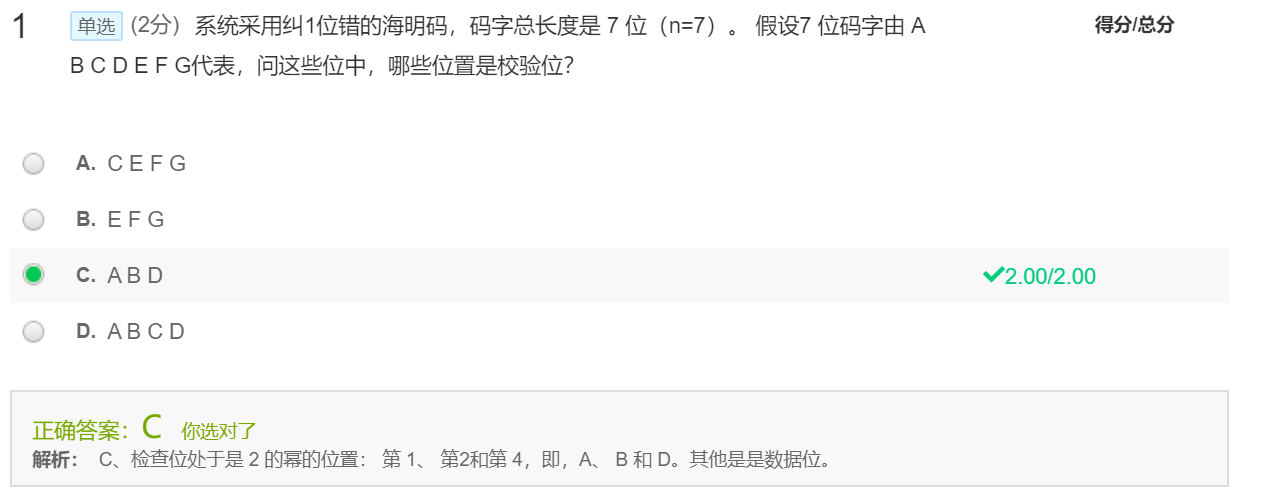 1 单选 (2分) 系统采用纠1位错的海明码，码字总长度是 7 位（n=7）。 假设7 位码字由 A 得分/总分
B C D E F G代表，问这些位中，哪些位置是校验位？
A. C E F G
B. E F G
C. A B D 2.00/2.00
D. A B C D
正确答案：C 你选对了
解析： C、检查位处于是 2 的幂的位置： 第 1、 第2和第 4，即，A、 B 和 D。其他是是数据位。